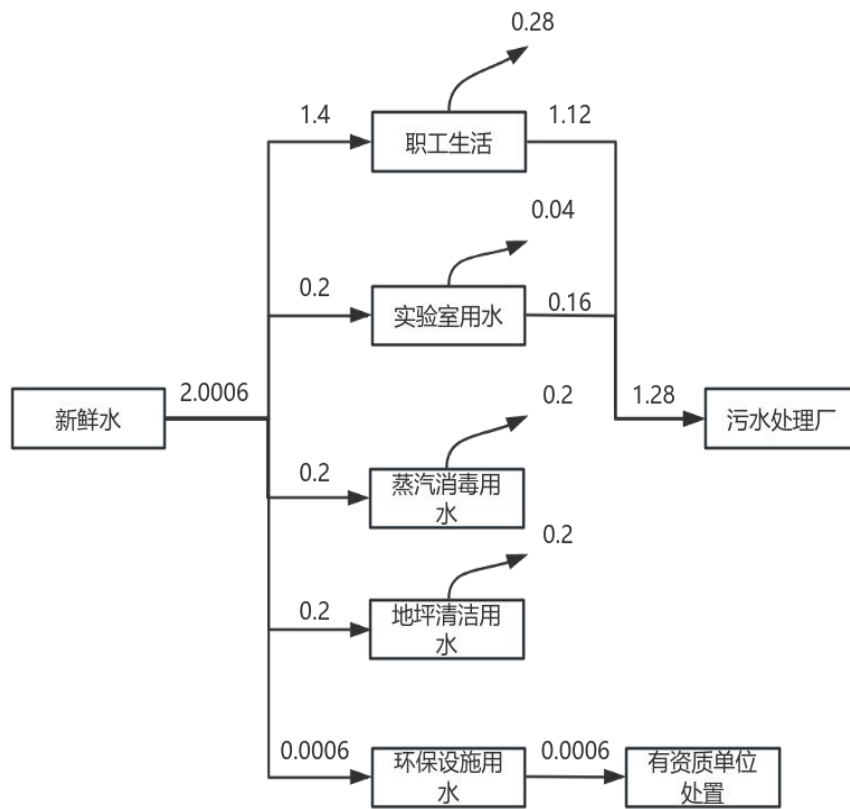 0.28
1.4
职工生活
1.12
0.04
0.2
实验室用水
0.16
新鲜水
2.0006
0.2
1.28
污水处理厂
0.2
蒸汽消毒用
水
0.2
0.2
地坪清洁用
水
0.0006
环保设施用
水
0.0006
有资质单位
处置